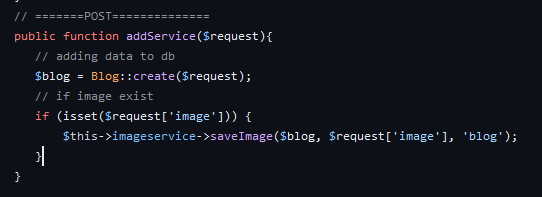 // =======POST==============
public function addService($request){
// adding data to db
$blog = Blog::create($request);
// if image exist
if (isset($request['image'])) {
$this->imageservice->saveImage($blog, $request['image'], 'blog');
}
}